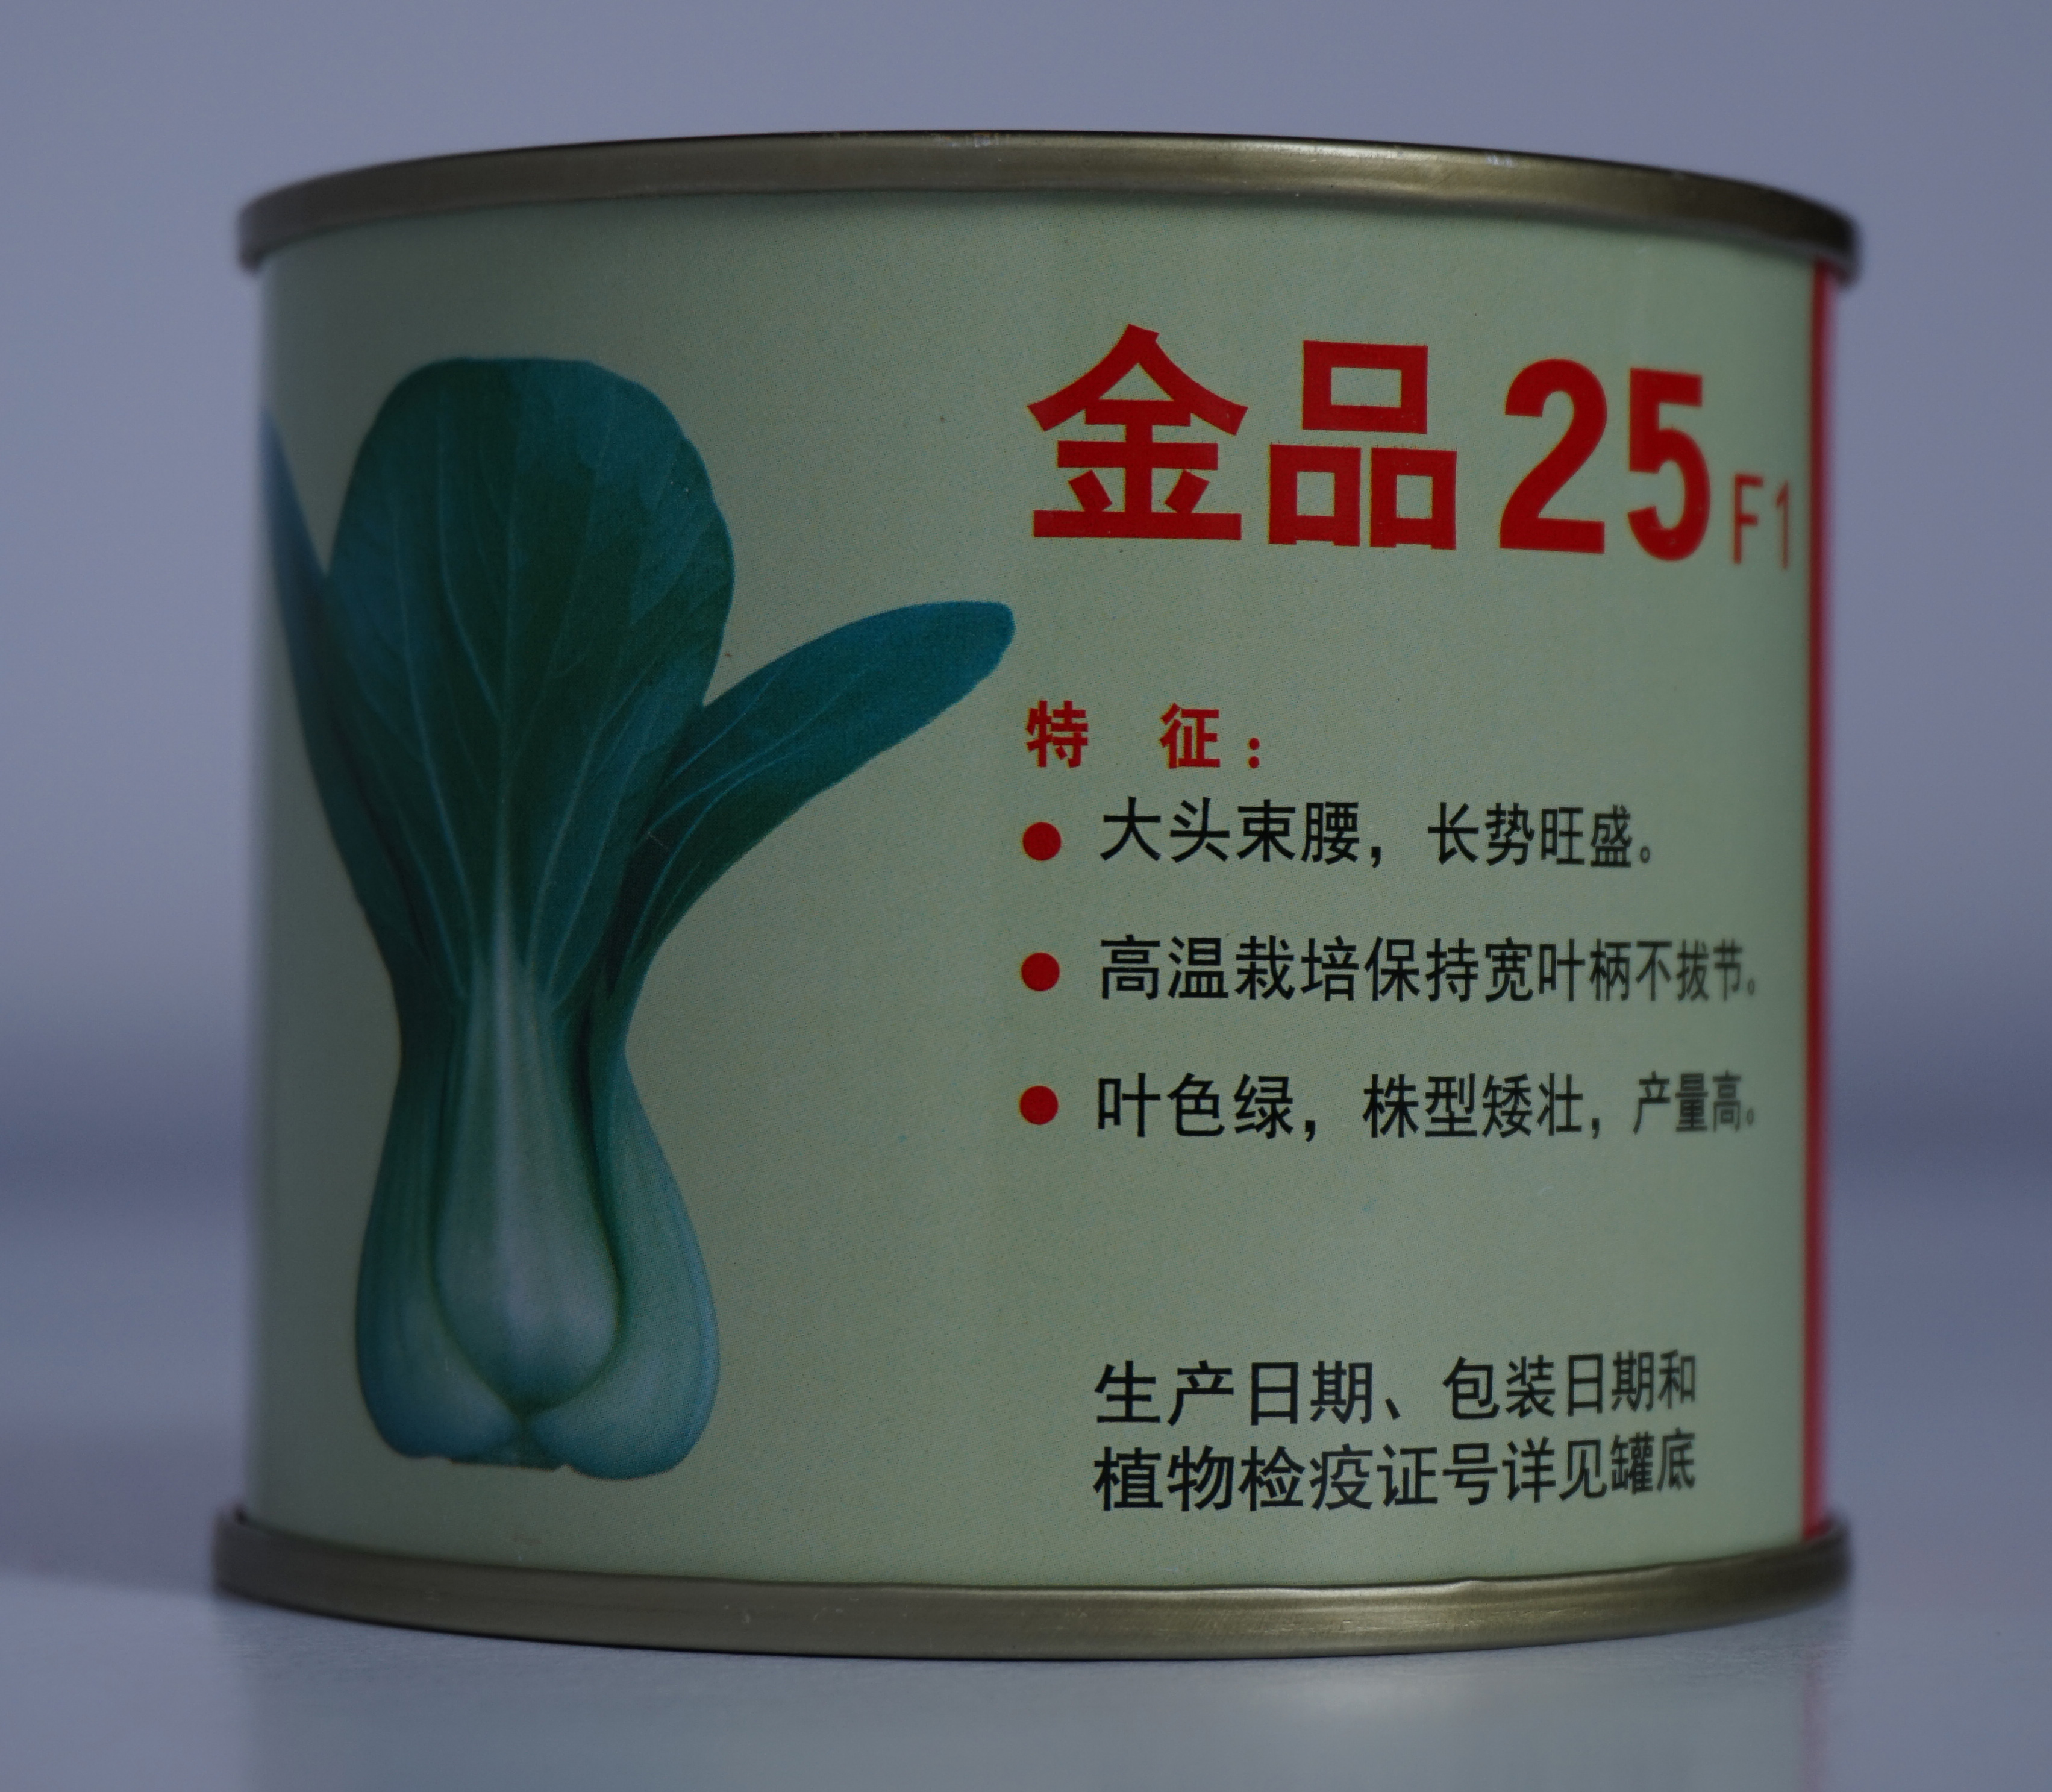 金品25 F1
特 征：
● 大头束腰，长势旺盛。
● 高温栽培保持宽叶柄不拔节。
● 叶色绿，株型矮壮，产量高。
生产日期、包装日期和
植物检疫证号详见罐底